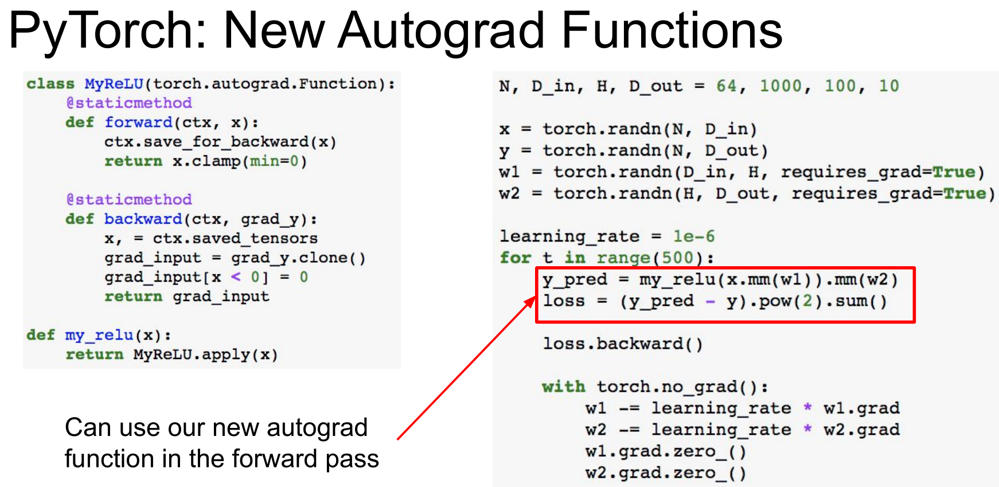 PyTorch: New Autograd Functions
class MyReLU(torch.autograd.Function):
    @staticmethod
    def forward(ctx, x):
        ctx.save_for_backward(x)
        return x.clamp(min=0)
    @staticmethod
    def backward(ctx, grad_y):
        x, = ctx.saved_tensors
        grad_input = grad_y.clone()
        grad_input[x < 0] = 0
        return grad_input
def my_relu(x):
    return MyReLU.apply(x)
Can use our new autograd
function in the forward pass
N, D_in, H, D_out = 64, 1000, 100, 10
x = torch.randn(N, D_in)
y = torch.randn(N, D_out)
w1 = torch.randn(D_in, H, requires_grad=True)
w2 = torch.randn(H, D_out, requires_grad=True)
learning_rate = 1e-6
for t in range(500):
    y_pred = my_relu(x.mm(w1)).mm(w2)
    loss = (y_pred - y).pow(2).sum()
    loss.backward()
    with torch.no_grad():
        w1 -= learning_rate * w1.grad
        w2 -= learning_rate * w2.grad
        w1.grad.zero_()
        w2.grad.zero_()